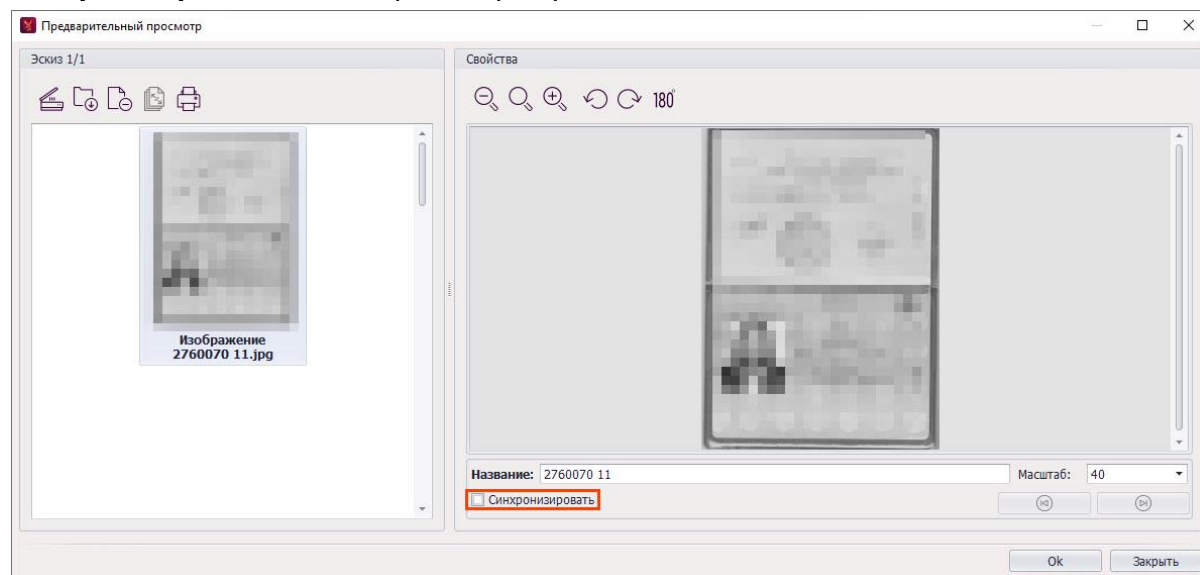 Предварительный просмотр
Эскиз 1/1
Изображение
2760070 11.jpg
Свойства
180°
Название: 2760070 11
Масштаб: 40
Синхронизировать
Ok
Закрыть